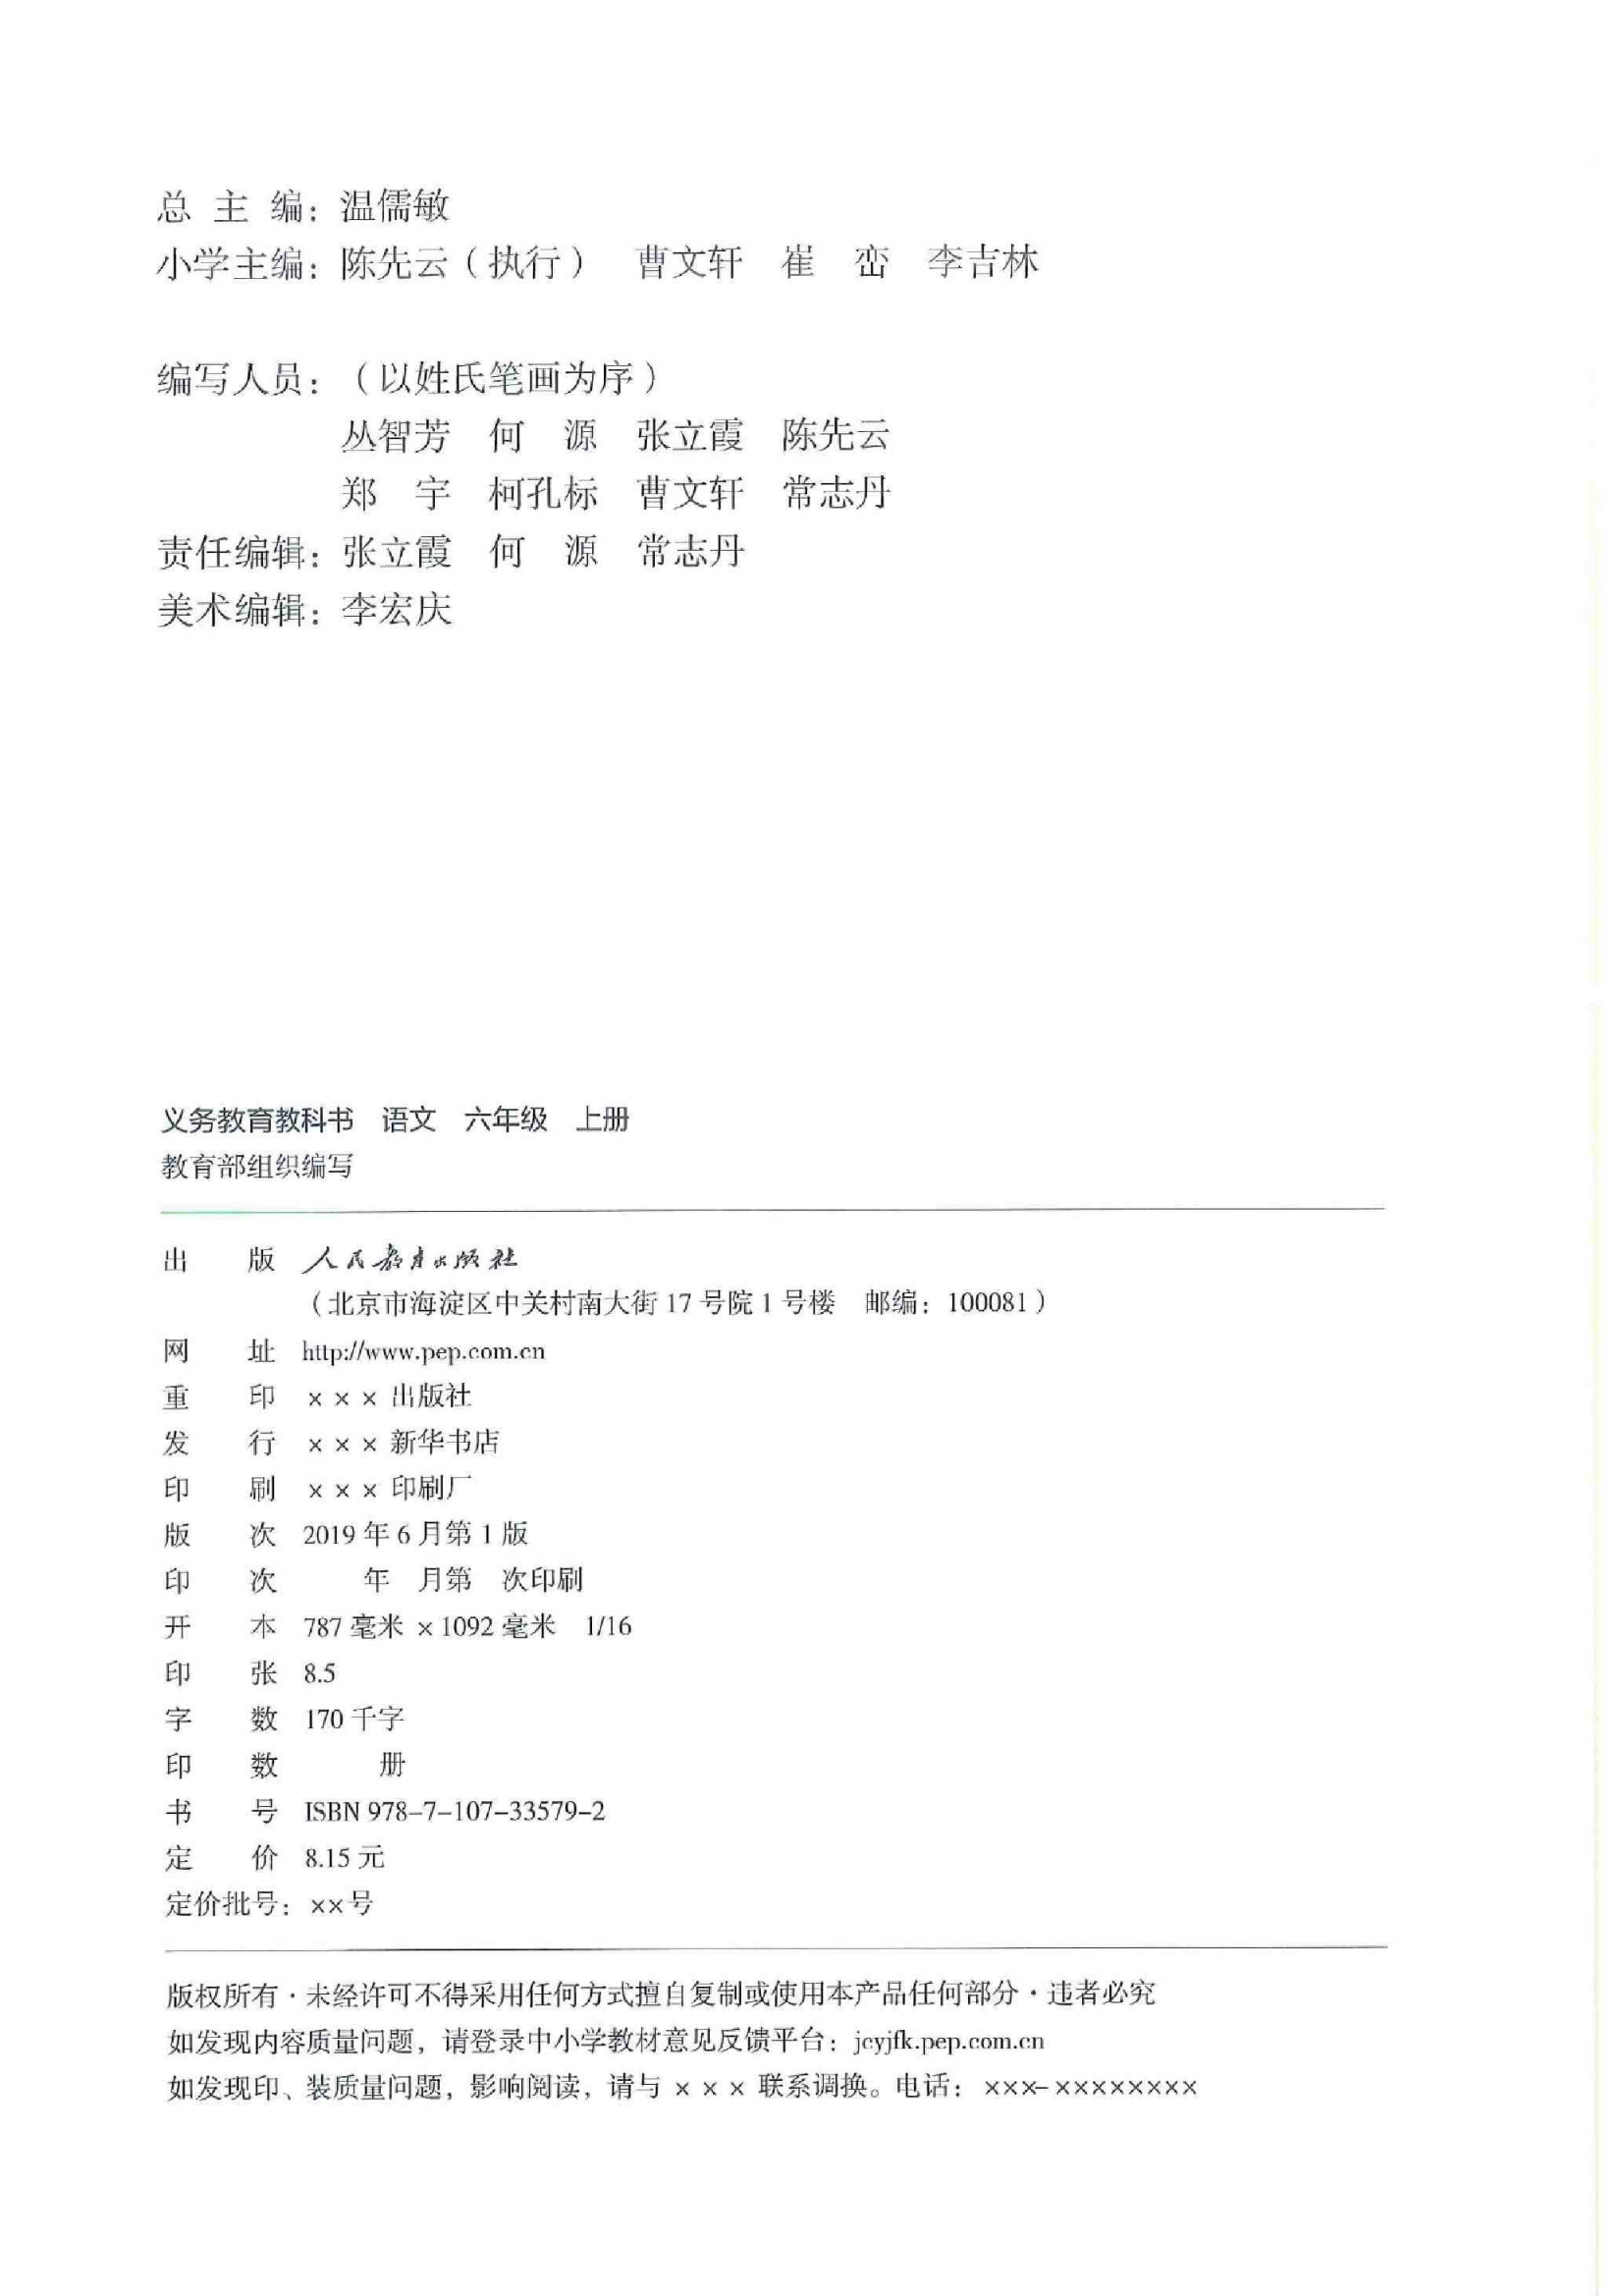 总 主 编：温儒敏
小学主编：陈先云（执行） 曹文轩 崔 峦 李吉林
编写人员：（以姓氏笔画为序）
丛智芳 何 源 张立霞 陈先云
郑 宇 柯孔标 曹文轩 常志丹
责任编辑：张立霞 何 源 常志丹
美术编辑：李宏庆
义务教育教科书 语文 六年级 上册
教育部组织编写
出 版 人民教育出版社
（北京市海淀区中关村南大街 17 号院 1 号楼 邮编：100081）
网 址 http://www.pep.com.cn
重 印 × × × 出版社
发 行 × × × 新华书店
印 刷 × × × 印刷厂
版 次 2019 年 6 月第 1 版
印 次 年 月第 次印刷
开 本 787 毫米 × 1092 毫米 1/16
印 张 8.5
字 数 170 千字
印 数 册
书 号 ISBN 978-7-107-33579-2
定 价 8.15 元
定价批号：××号
版权所有·未经许可不得采用任何方式擅自复制或使用本产品任何部分·违者必究
如发现内容质量问题，请登录中小学教材意见反馈平台：jcyjfk.pep.com.cn
如发现印、装质量问题，影响阅读，请与 × × × 联系调换。电话：×××-××××××××